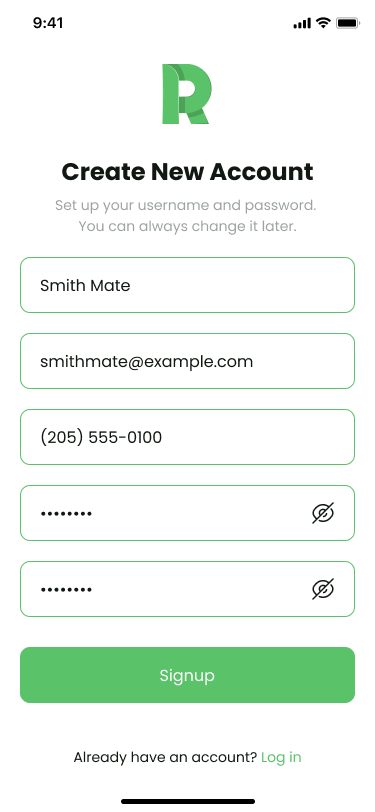 9:41
R
Create New Account
Set up your username and password.
You can always change it later.
Smith Mate
smithmate@example.com
(205) 555-0100
••••••••
••••••••
Signup
Already have an account? Log in